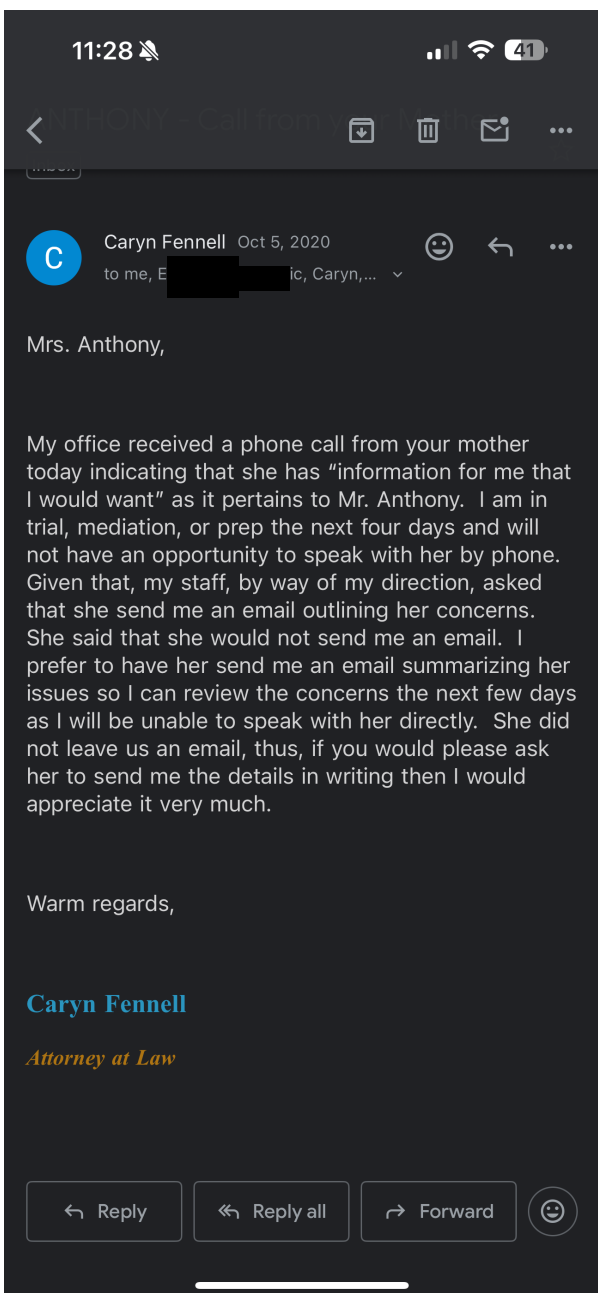 11:28
41
ANTHONY - Call from your Mother
Inbox
C
Caryn Fennell Oct 5, 2020
to me, E ic, Caryn,...
Mrs. Anthony,
My office received a phone call from your mother
today indicating that she has “information for me that
I would want” as it pertains to Mr. Anthony.  I am in
trial, mediation, or prep the next four days and will
not have an opportunity to speak with her by phone.
Given that, my staff, by way of my direction, asked
that she send me an email outlining her concerns.
She said that she would not send me an email.  I
prefer to have her send me an email summarizing her
issues so I can review the concerns the next few days
as I will be unable to speak with her directly.  She did
not leave us an email, thus, if you would please ask
her to send me the details in writing then I would
appreciate it very much.
Warm regards,
Caryn Fennell
Attorney at Law
Reply
Reply all
Forward